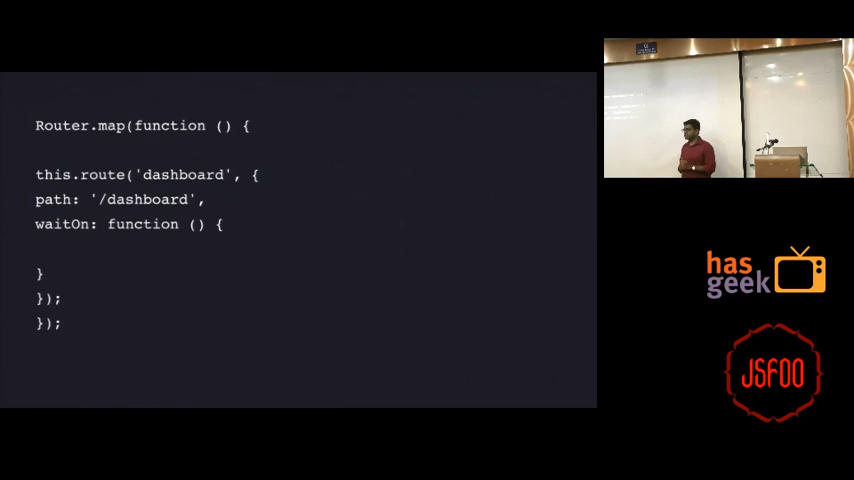 Router.map(function () {
this.route('dashboard', {
path: '/dashboard',
waitOn: function () {
}
});
});
has
geek
JSFOO